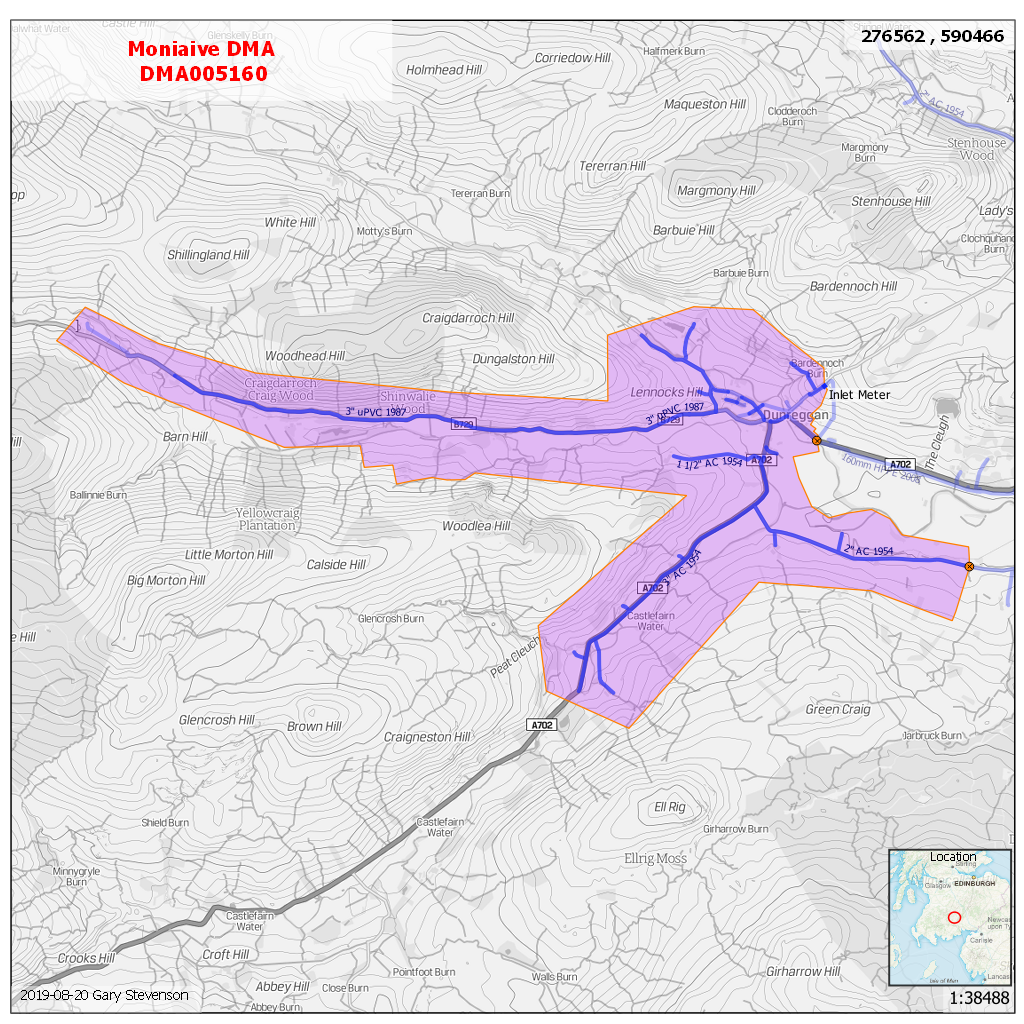 Castle Hill
Glenskelly Burn
Moniaive DMA
DMA005160
276562 , 590466
Shinnel Water
Halfmerk Burn
Corriedow Hill
Holmhead Hill
Maqueston Hill
Clodderoch
Burn
2" AC 1954
Stenhouse
Wood
Margmony
Burn
Tererran Hill
Tererran Burn
Margmony Hill
Stenhouse Hill
Lady's
White Hill
Motty's Burn
Barbuie Hill
Clochquhan
Burn
Shillingland Hill
Barbuie Burn
Bardennoch Hill
Craigdarroch Hill
Woodhead Hill
Dungalston Hill
Bardennoch
Burn
Craigdarroch
Craig Wood
Shinwalie
Wood
Lennocks Hill
Inlet Meter
3" uPVC 1987
3" uPVC 1987
B729
B729
Dunreggan
The Cleugh
Barn Hill
1 1/2" AC 1954
A702
160mm HPPE 2008
A702
Ballinnie Burn
Yellowcraig
Plantation
Woodlea Hill
Little Morton Hill
Calside Hill
2" AC 1954
Big Morton Hill
3" AC 1954
A702
Glencrosh Burn
Castlefairn
Water
e Hill
Peat Cleuch
Glencrosh Hill
Brown Hill
Craigneston Hill
A702
Green Craig
Jarbruck Burn
Ell Rig
Shield Burn
Castlefairn
Water
Girharrow Burn
Ellrig Moss
Minnygryle
Burn
Castlefairn
Water
Crooks Hill
Croft Hill
Pointfoot Burn
Walls Burn
Girharrow Hill
Abbey Hill
Close Burn
Abbey Burn
2019-08-20 Gary Stevenson
Location
Stirling
Glasgow
EDINBURGH
Newcas
upon Ty
Carlisle
Lancas
Isle of Man
1:38488